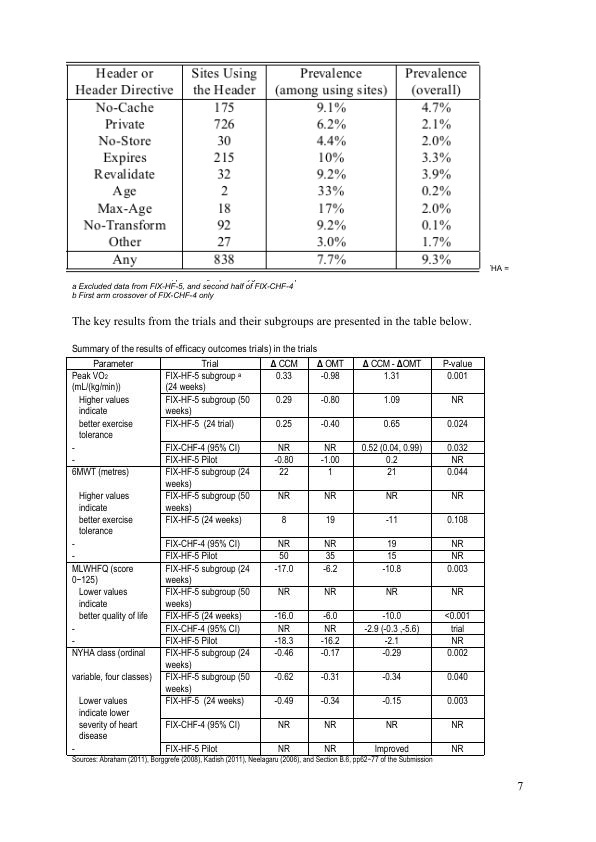 Header or Header Directive | Sites Using the Header | Prevalence (among using sites) | Prevalence (overall)
No-Cache 175 9.1% 4.7%
Private 726 6.2% 2.1%
No-Store 30 4.4% 2.0%
Expires 215 10% 3.3%
Revalidate 32 9.2% 3.9%
Age 2 33% 0.2%
Max-Age 18 17% 2.0%
No-Transform 92 9.2% 0.1%
Other 27 3.0% 1.7%
Any 838 7.7% 9.3%
HA =
a Excluded data from FIX-HF-5, and second half of FIX-CHF-4
b First arm crossover of FIX-CHF-4 only
The key results from the trials and their subgroups are presented in the table below.
Summary of the results of efficacy outcomes trials) in the trials
Parameter Trial Δ CCM Δ OMT Δ CCM - ΔOMT P-value
Peak VO2 (mL/(kg/min)) FIX-HF-5 subgroup a (24 weeks) 0.33 -0.98 1.31 0.001
Higher values indicate FIX-HF-5 subgroup (50 weeks) 0.29 -0.80 1.09 NR
better exercise tolerance FIX-HF-5 (24 trial) 0.25 -0.40 0.65 0.024
- FIX-CHF-4 (95% CI) NR NR 0.52 (0.04, 0.99) 0.032
- FIX-HF-5 Pilot -0.80 -1.00 0.2 NR
6MWT (metres) FIX-HF-5 subgroup (24 weeks) 22 1 21 0.044
Higher values indicate FIX-HF-5 subgroup (50 weeks) NR NR NR NR
better exercise tolerance FIX-HF-5 (24 weeks) 8 19 -11 0.108
- FIX-CHF-4 (95% CI) NR NR 19 NR
- FIX-HF-5 Pilot 50 35 15 NR
MLWHFQ (score 0−125) FIX-HF-5 subgroup (24 weeks) -17.0 -6.2 -10.8 0.003
Lower values indicate FIX-HF-5 subgroup (50 weeks) NR NR NR NR
better quality of life FIX-HF-5 (24 weeks) -16.0 -6.0 -10.0 <0.001
- FIX-CHF-4 (95% CI) NR NR -2.9 (-0.3 ,-5.6) trial
- FIX-HF-5 Pilot -18.3 -16.2 -2.1 NR
NYHA class (ordinal FIX-HF-5 subgroup (24 weeks) -0.46 -0.17 -0.29 0.002
variable, four classes) FIX-HF-5 subgroup (50 weeks) -0.62 -0.31 -0.34 0.040
Lower values indicate lower FIX-HF-5 (24 weeks) -0.49 -0.34 -0.15 0.003
severity of heart disease FIX-CHF-4 (95% CI) NR NR NR NR
- FIX-HF-5 Pilot NR NR Improved NR
Sources: Abraham (2011), Borggrefe (2008), Kadish (2011), Neelagaru (2006), and Section B.6, pp62−77 of the Submission
7